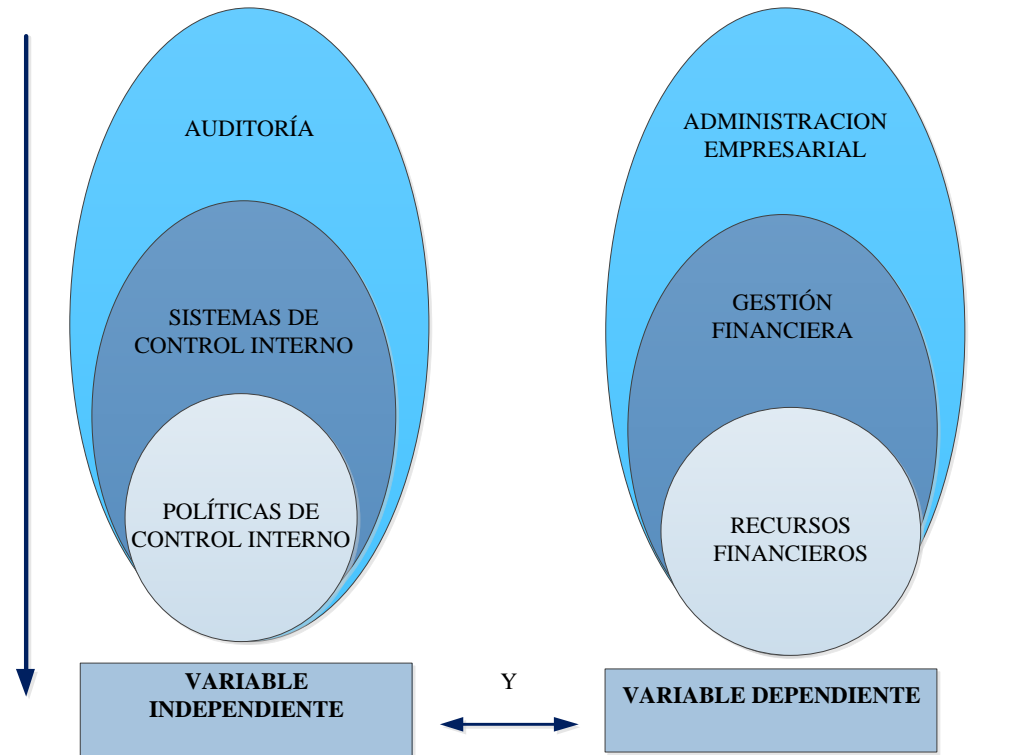 AUDITORÍA
SISTEMAS DE
CONTROL INTERNO
POLÍTICAS DE
CONTROL INTERNO
VARIABLE
INDEPENDIENTE
Y
ADMINISTRACION
EMPRESARIAL
GESTIÓN
FINANCIERA
RECURSOS
FINANCIEROS
VARIABLE DEPENDIENTE